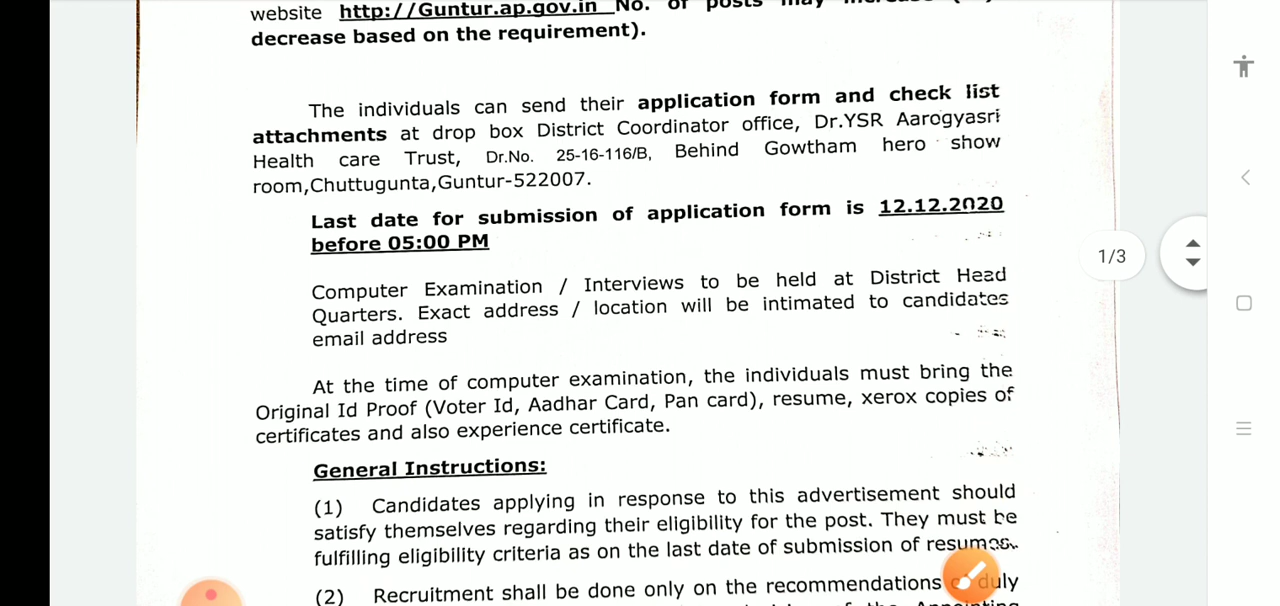 website http://Guntur.ap.gov.in No. of posts may
decrease based on the requirement).
The individuals can send their application form and check list
attachments at drop box District Coordinator office, Dr.YSR Aarogyasri
Health care Trust, Dr.No. 25-16-116/B, Behind Gowtham hero show
room,Chuttugunta,Guntur-522007.
Last date for submission of application form is 12.12.2020
before 05:00 PM
Computer Examination / Interviews to be held at District Head
Quarters. Exact address / location will be intimated to candidates
email address
At the time of computer examination, the individuals must bring the
Original Id Proof (Voter Id, Aadhar Card, Pan card), resume, xerox copies of
certificates and also experience certificate.
General Instructions:
(1) Candidates applying in response to this advertisement should
satisfy themselves regarding their eligibility for the post. They must be
fulfilling eligibility criteria as on the last date of submission of resumes.
(2) Recruitment shall be done only on the recommendations duly
1/3